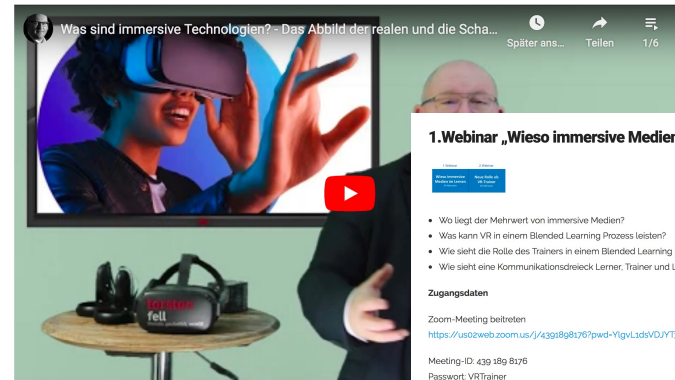 Was sind immersive Technologien? - Das Abbild der realen und die Scha...
Später ans...
Teilen
1/6
fell
1.Webinar „Wieso immersive Medien
1. Webinar
2. Webinar
Wieso immersive
Medien im Lernen
Neue Rolle als
VR Trainer
• Wo liegt der Mehrwert von immersive Medien?
• Was kann VR in einem Blended Learning Prozess leisten?
• Wie sieht die Rolle des Trainers in einem Blended Learning
• Wie sieht eine Kommunikationsdreieck Lerner, Trainer und L
Zugangsdaten
Zoom-Meeting beitreten
https://us02web.zoom.us/j/4391898176?pwd=YlgvL1dsVDJYT
Meeting-ID: 439 189 8176
Passwort: VRTrainer